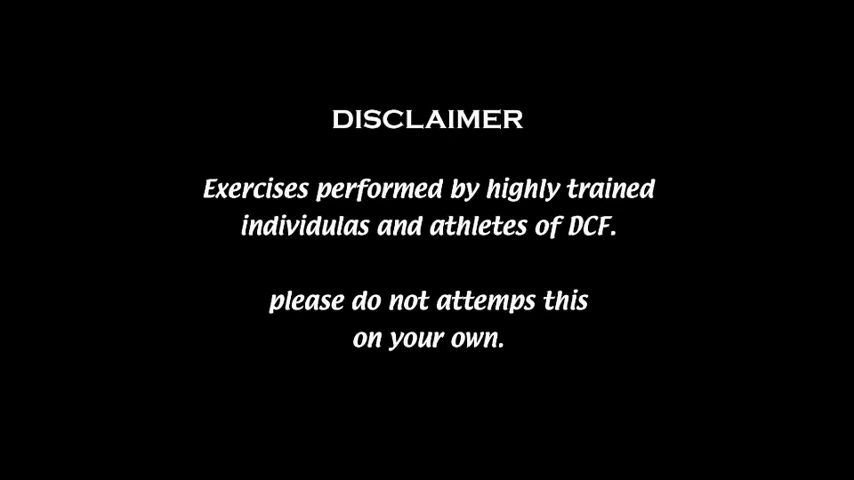 DISCLAIMER
Exercises performed by highly trained
individulas and athletes of DCF.
please do not attemps this
on your own.